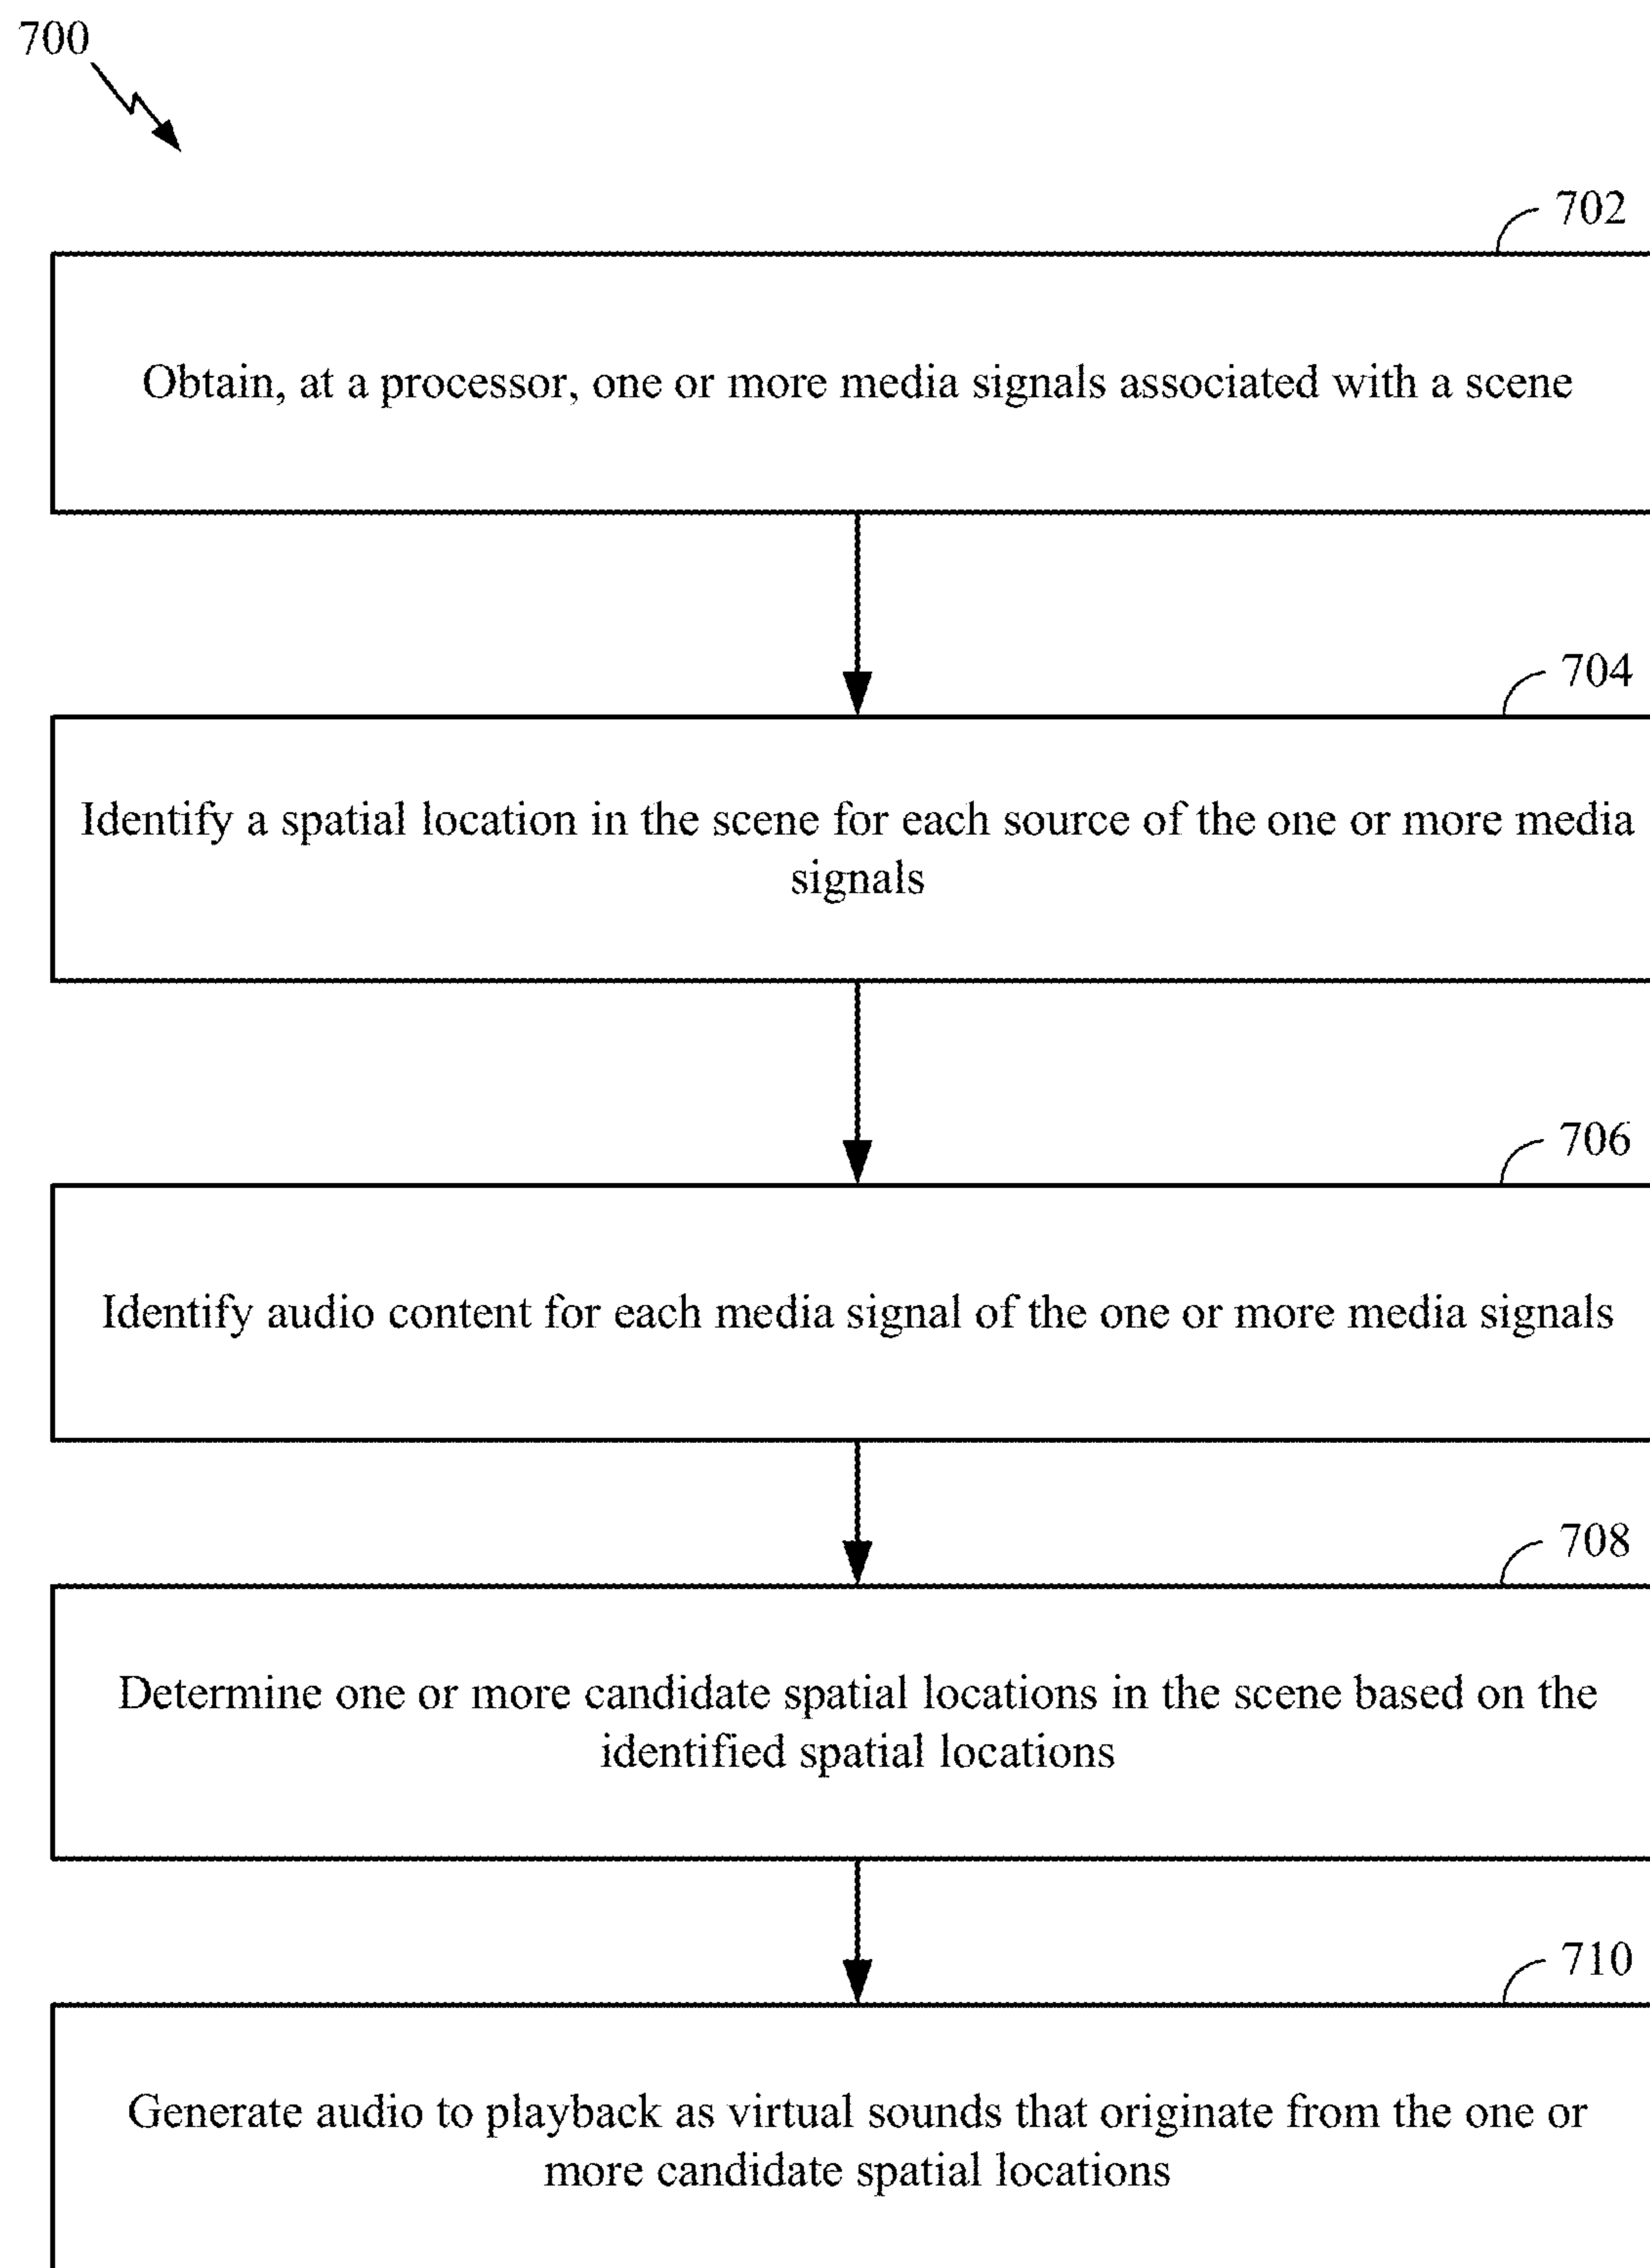 700
702
Obtain, at a processor, one or more media signals associated with a scene
704
Identify a spatial location in the scene for each source of the one or more media
signals
706
Identify audio content for each media signal of the one or more media signals
708
Determine one or more candidate spatial locations in the scene based on the
identified spatial locations
710
Generate audio to playback as virtual sounds that originate from the one or
more candidate spatial locations